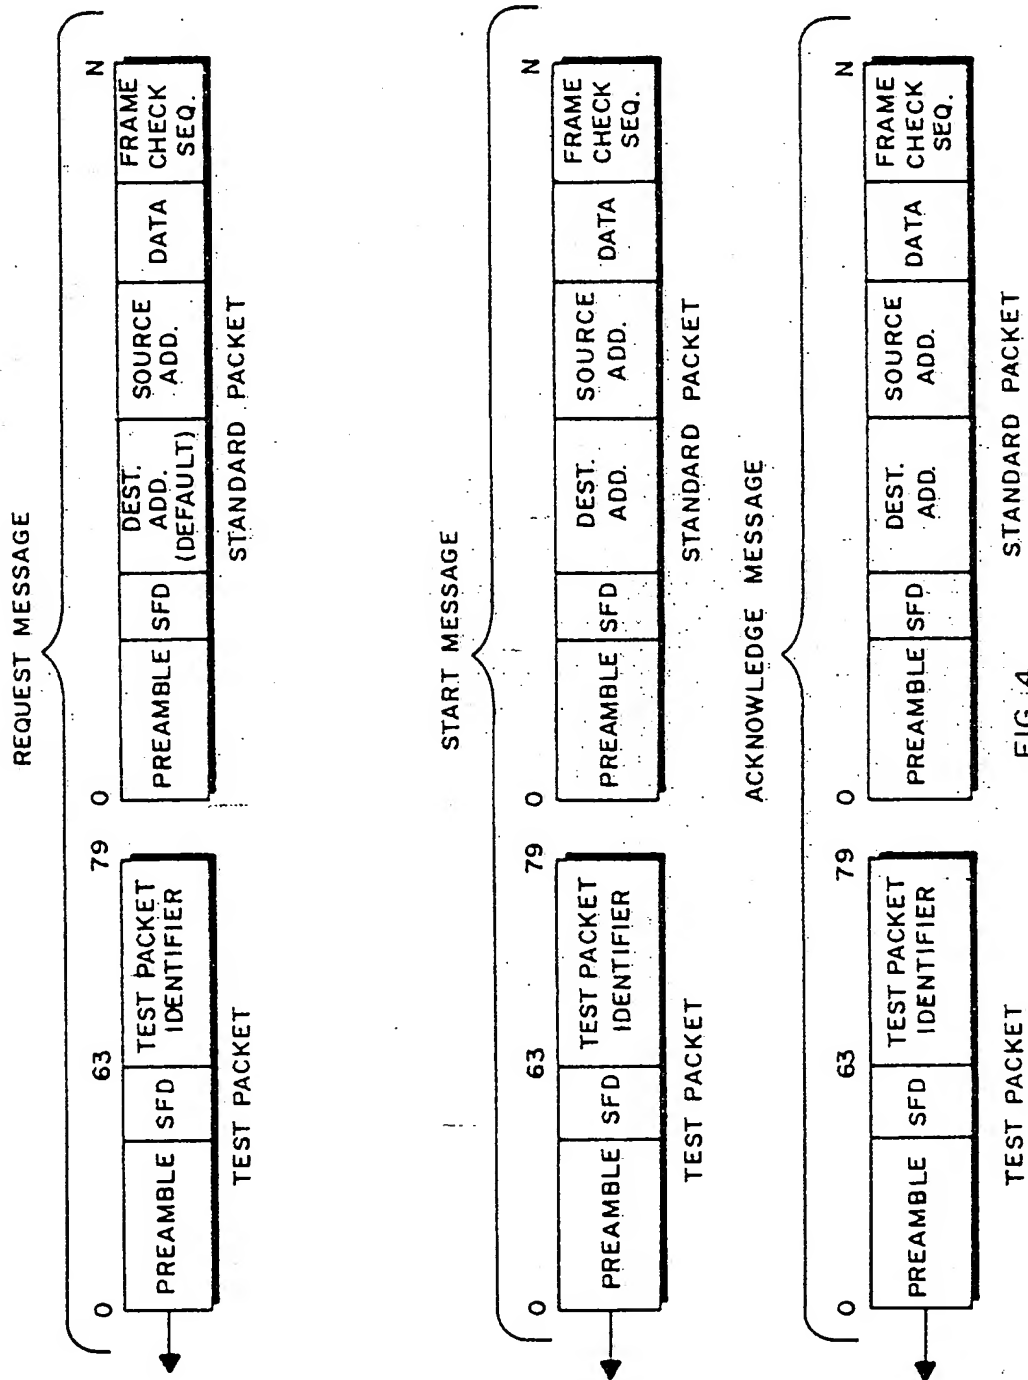 REQUEST MESSAGE
0 63 79 0 N
PREAMBLE SFD TEST PACKET IDENTIFIER PREAMBLE SFD DEST. ADD. (DEFAULT) SOURCE ADD. DATA FRAME CHECK SEQ.
TEST PACKET STANDARD PACKET
START MESSAGE
0 63 79 0 N
PREAMBLE SFD TEST PACKET IDENTIFIER PREAMBLE SFD DEST. ADD. SOURCE ADD. DATA FRAME CHECK SEQ.
TEST PACKET STANDARD PACKET
ACKNOWLEDGE MESSAGE
0 63 79 0 N
PREAMBLE SFD TEST PACKET IDENTIFIER PREAMBLE SFD DEST. ADD. SOURCE ADD. DATA FRAME CHECK SEQ.
TEST PACKET STANDARD PACKET
FIG. 4